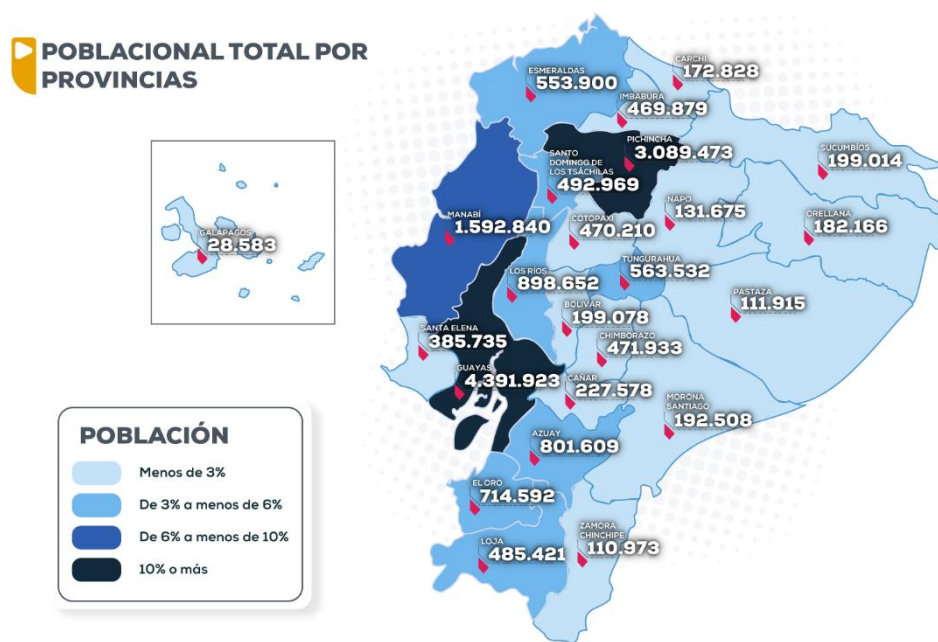 POBLACIONAL TOTAL POR
PROVINCIAS
ESMERALDAS
553.900
CARCHI
172.828
IMBABURA
469.879
PICHINCHA
3.089.473
SUCUMBÍOS
199.014
SANTO
DOMINGO DE
LOS TSÁCHILAS
492.969
NAPO
131.675
ORELLANA
182.166
MANABÍ
1.592.840
COTOPAXI
470.210
GALÁPAGOS
28.583
TUNGURAHUA
563.532
LOS RÍOS
898.652
PASTAZA
111.915
BOLÍVAR
199.078
SANTA ELENA
385.735
CHIMBORAZO
471.933
GUAYAS
4.391.923
CAÑAR
227.578
MORONA
SANTIAGO
192.508
AZUAY
801.609
EL ORO
714.592
LOJA
485.421
ZAMORA
CHINCHIPE
110.973
POBLACIÓN
Menos de 3%
De 3% a menos de 6%
De 6% a menos de 10%
10% o más